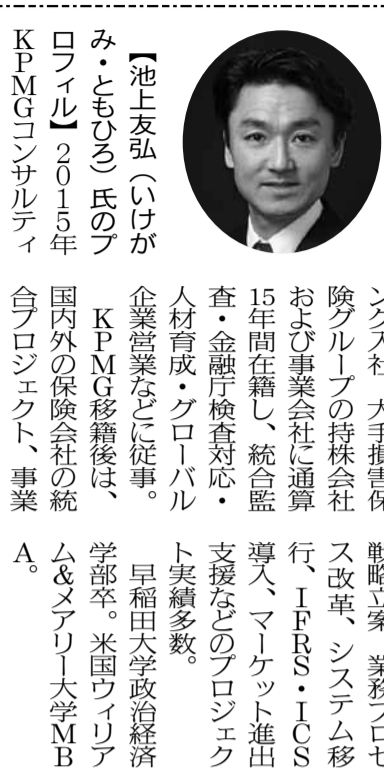 【池上友弘（いけが
み・ともひろ）氏のプ
ロフィル】２０１５年
ＫＰＭＧコンサルティ
ング入社。大手損害保
険グループの持株会社
および事業会社に通算
15年間在籍し、統合監
査・金融庁検査対応・
人材育成・グローバル
企業営業などに従事。
ＫＰＭＧ移籍後は、
国内外の保険会社の統
合プロジェクト、事業
戦略立案、業務プロセ
ス改革、システム移
行、ＩＦＲＳ・ＩＣＳ
導入、マーケット進出
支援などのプロジェク
ト実績多数。
早稲田大学政治経済
学部卒。米国ウィリア
ム＆メアリー大学ＭＢ
Ａ。